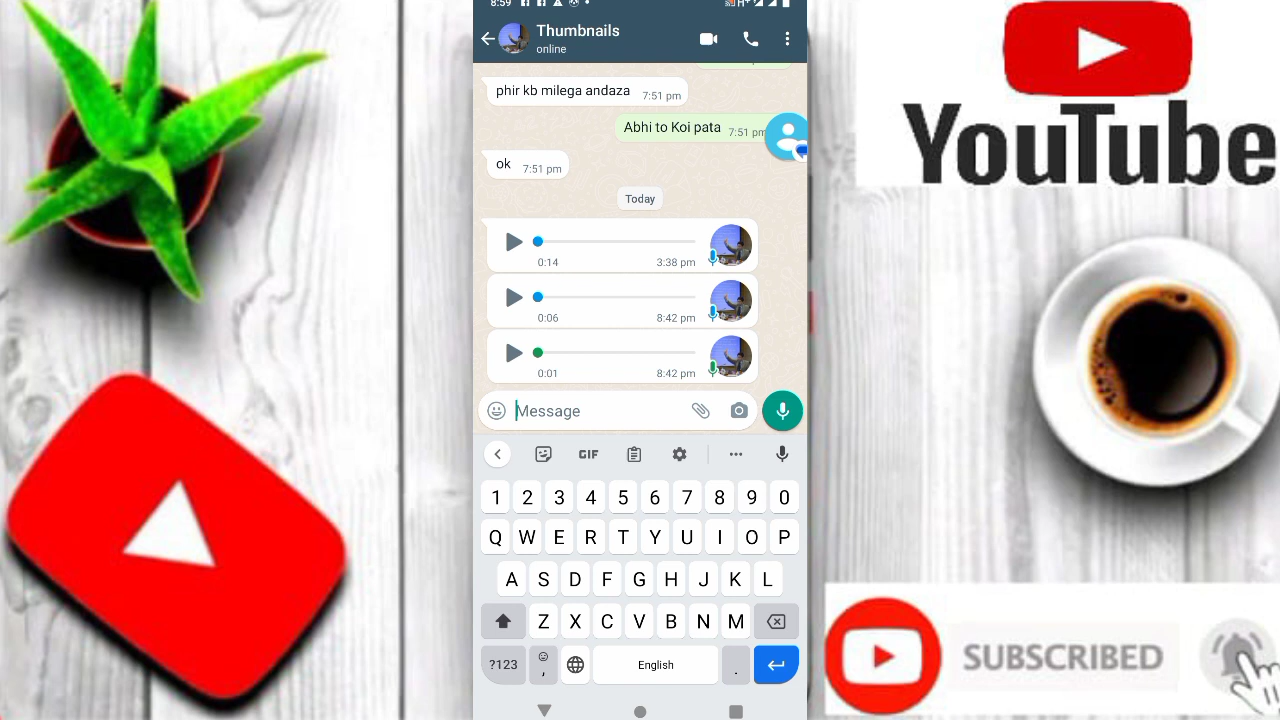 8:59
H+
Thumbnails
online
phir kb milega andaza 7:51 pm
Abhi to Koi pata 7:51 pm
ok 7:51 pm
Today
0:14 3:38 pm
0:06 8:42 pm
0:01 8:42 pm
Message
GIF
1 2 3 4 5 6 7 8 9 0
Q W E R T Y U I O P
A S D F G H J K L
Z X C V B N M
?123 , English .
YouTube
SUBSCRIBED